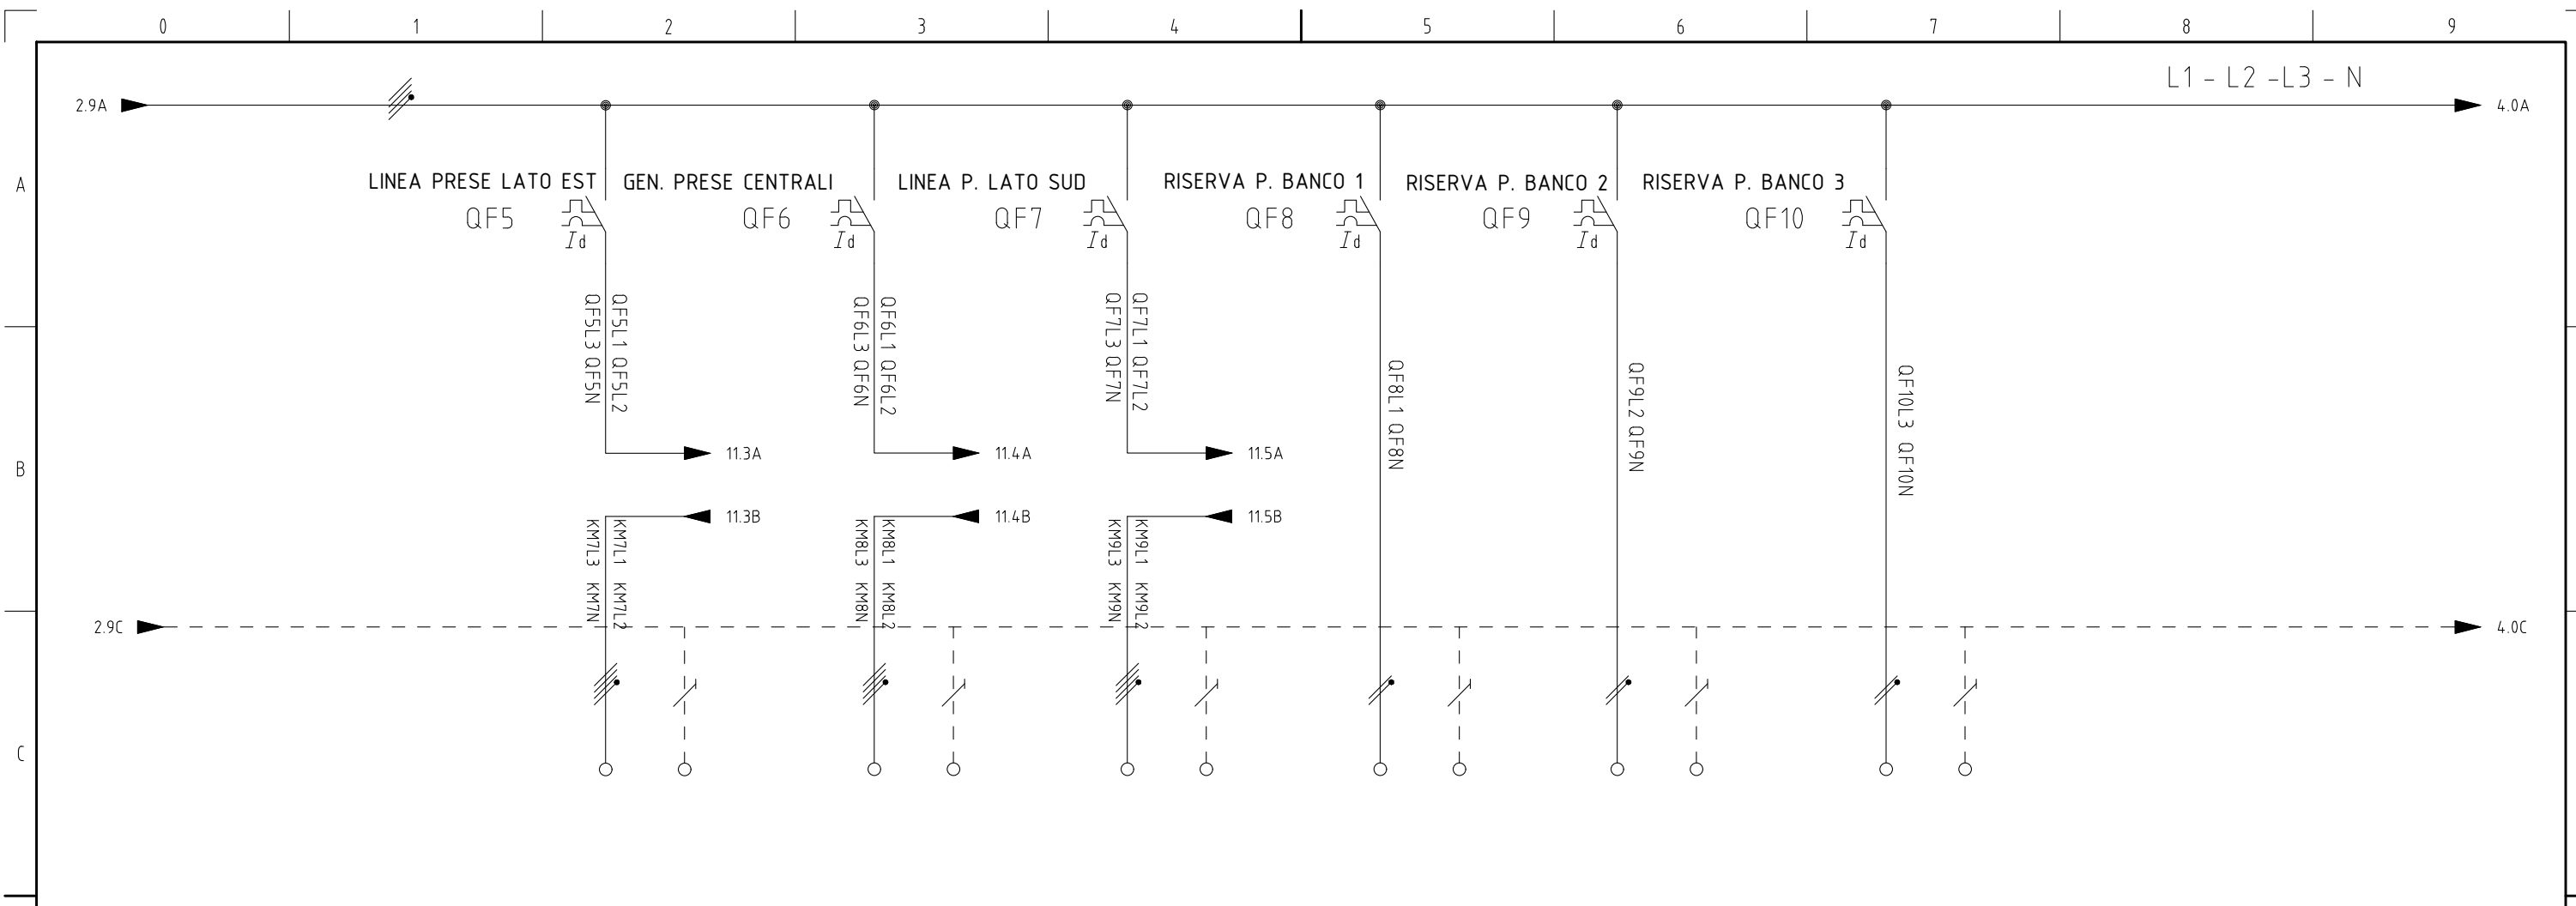 0 1 2 3 4 5 6 7 8 9
L1 - L2 -L3 - N
2.9A 4.0A
A
LINEA PRESE LATO EST GEN. PRESE CENTRALI LINEA P. LATO SUD RISERVA P. BANCO 1 RISERVA P. BANCO 2 RISERVA P. BANCO 3
QF5 QF6 QF7 QF8 QF9 QF10
Id Id Id Id Id Id
QF5L1 QF5L2
QF5L3 QF5N
QF6L1 QF6L2
QF6L3 QF6N
QF7L1 QF7L2
QF7L3 QF7N
QF8L1 QF8N
QF9L2 QF9N
QF10L3 QF10N
11.3A 11.4A 11.5A
B
11.3B 11.4B 11.5B
KM7L1 KM7L2
KM7L3 KM7N
KM8L1 KM8L2
KM8L3 KM8N
KM9L1 KM9L2
KM9L3 KM9N
2.9C 4.0C
C